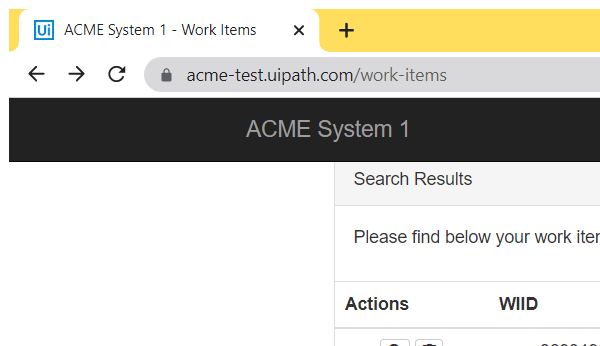 Ui ACME System 1 - Work Items
acme-test.uipath.com/work-items
ACME System 1
Search Results
Please find below your work
Actions WIID